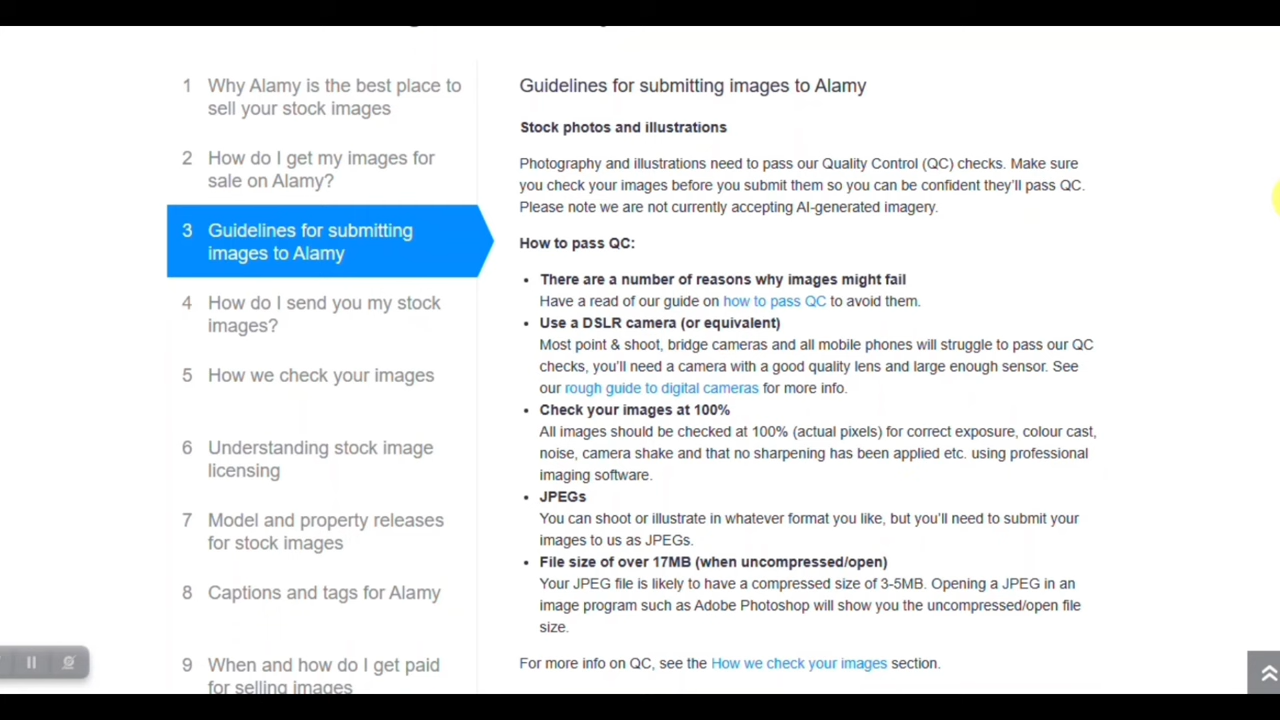 1 Why Alamy is the best place to
sell your stock images
2 How do I get my images for
sale on Alamy?
3 Guidelines for submitting
images to Alamy
4 How do I send you my stock
images?
5 How we check your images
6 Understanding stock image
licensing
7 Model and property releases
for stock images
8 Captions and tags for Alamy
9 When and how do I get paid
for selling images
Guidelines for submitting images to Alamy
Stock photos and illustrations
Photography and illustrations need to pass our Quality Control (QC) checks. Make sure
you check your images before you submit them so you can be confident they'll pass QC.
Please note we are not currently accepting AI-generated imagery.
How to pass QC:
• There are a number of reasons why images might fail
Have a read of our guide on how to pass QC to avoid them.
• Use a DSLR camera (or equivalent)
Most point & shoot, bridge cameras and all mobile phones will struggle to pass our QC
checks, you'll need a camera with a good quality lens and large enough sensor. See
our rough guide to digital cameras for more info.
• Check your images at 100%
All images should be checked at 100% (actual pixels) for correct exposure, colour cast,
noise, camera shake and that no sharpening has been applied etc. using professional
imaging software.
• JPEGs
You can shoot or illustrate in whatever format you like, but you'll need to submit your
images to us as JPEGs.
• File size of over 17MB (when uncompressed/open)
Your JPEG file is likely to have a compressed size of 3-5MB. Opening a JPEG in an
image program such as Adobe Photoshop will show you the uncompressed/open file
size.
For more info on QC, see the How we check your images section.